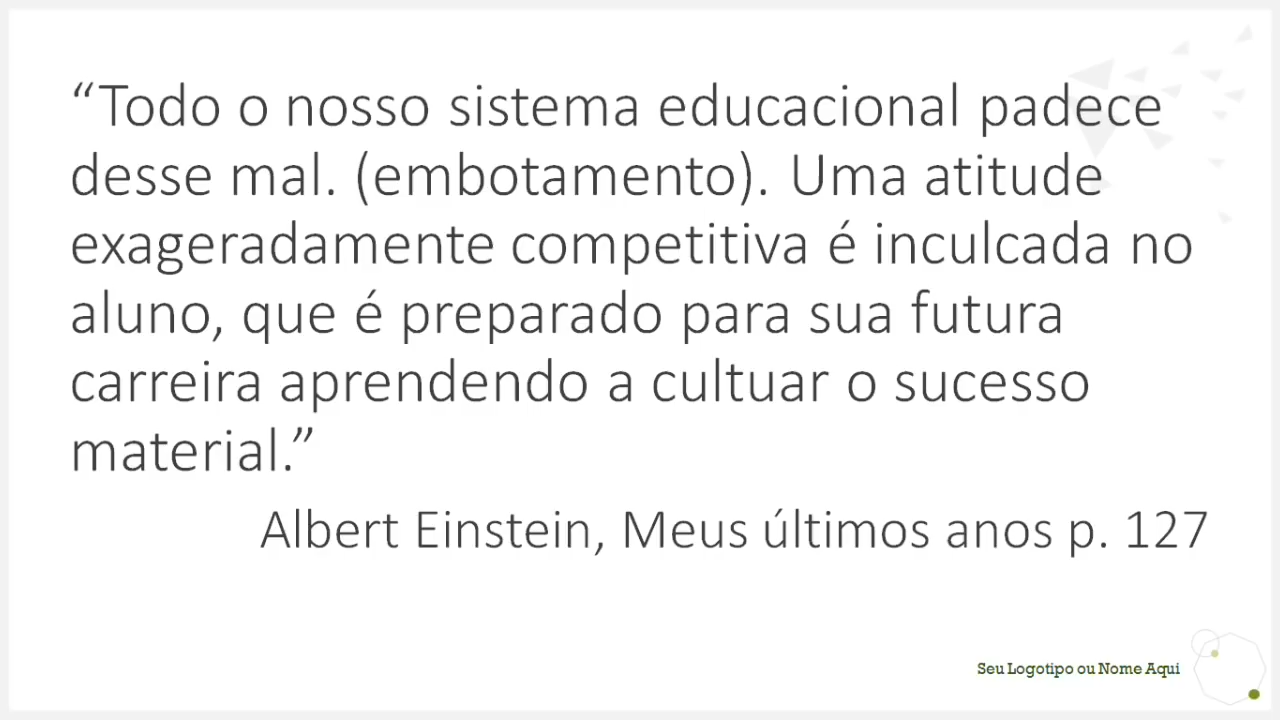 “Todo o nosso sistema educacional padece
desse mal. (embotamento). Uma atitude
exageradamente competitiva é inculcada no
aluno, que é preparado para sua futura
carreira aprendendo a cultuar o sucesso
material.”
Albert Einstein, Meus últimos anos p. 127
Seu Logotipo ou Nome Aqui